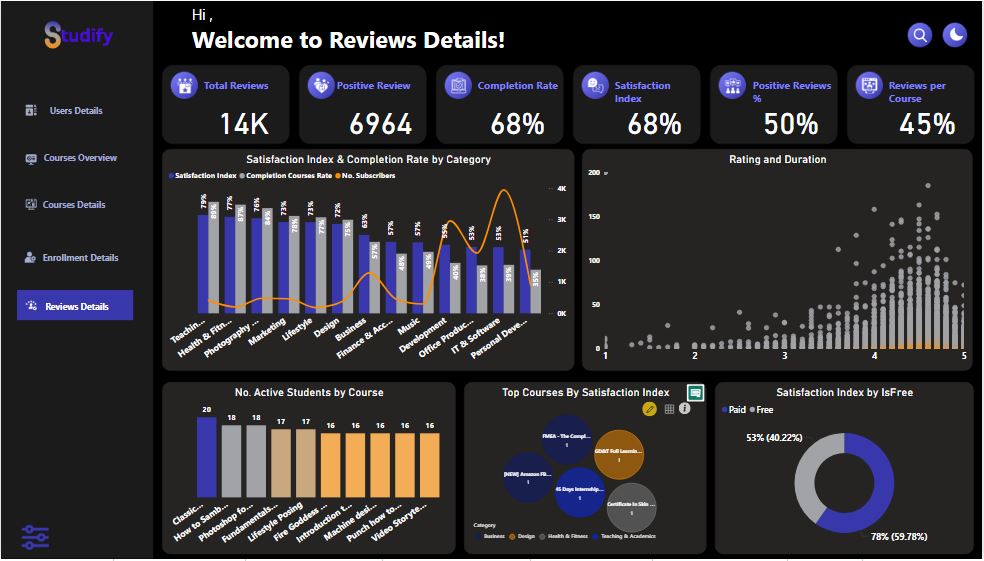 Studify
Hi ,
Welcome to Reviews Details!
Users Details
Courses Overview
Courses Details
Enrollment Details
Reviews Details
Total Reviews
14K
Positive Review
6964
Completion Rate
68%
Satisfaction
Index
68%
Positive Reviews
%
50%
Reviews per
Course
45%
Satisfaction Index & Completion Rate by Category
Satisfaction Index Completion Courses Rate No. Subscribers
79% 77% 76% 73% 73% 72% 63% 57% 57% 55% 53% 53% 51%
89% 87% 84% 78% 77% 75% 57% 48% 49% 40% 38% 39% 35%
4K
3K
2K
1K
0K
Teachin...
Health & Fitn...
Photography ...
Marketing
Lifestyle
Design
Business
Finance & Acc...
Music
Development
Office Produc...
IT & Software
Personal Deve...
Rating and Duration
200
150
100
50
0
1 2 3 4 5
No. Active Students by Course
20 18 18 17 17 16 16 16 16 16
Classic...
How to Samb...
Photoshop fo...
Fundamentals...
Lifestyle Posing
Fire Goddess ...
Introduction t...
Machine desi...
Punch how to...
Video Storyte...
Top Courses By Satisfaction Index
FMEA - The Compl...
1
GD&T Full Learnin...
1
[NEW] Amazon FB...
1
45 Days Internship...
1
Certificate In Skin ...
1
Category
Business Design Health & Fitness Teaching & Academics
Satisfaction Index by IsFree
Paid Free
53% (40.22%)
78% (59.78%)